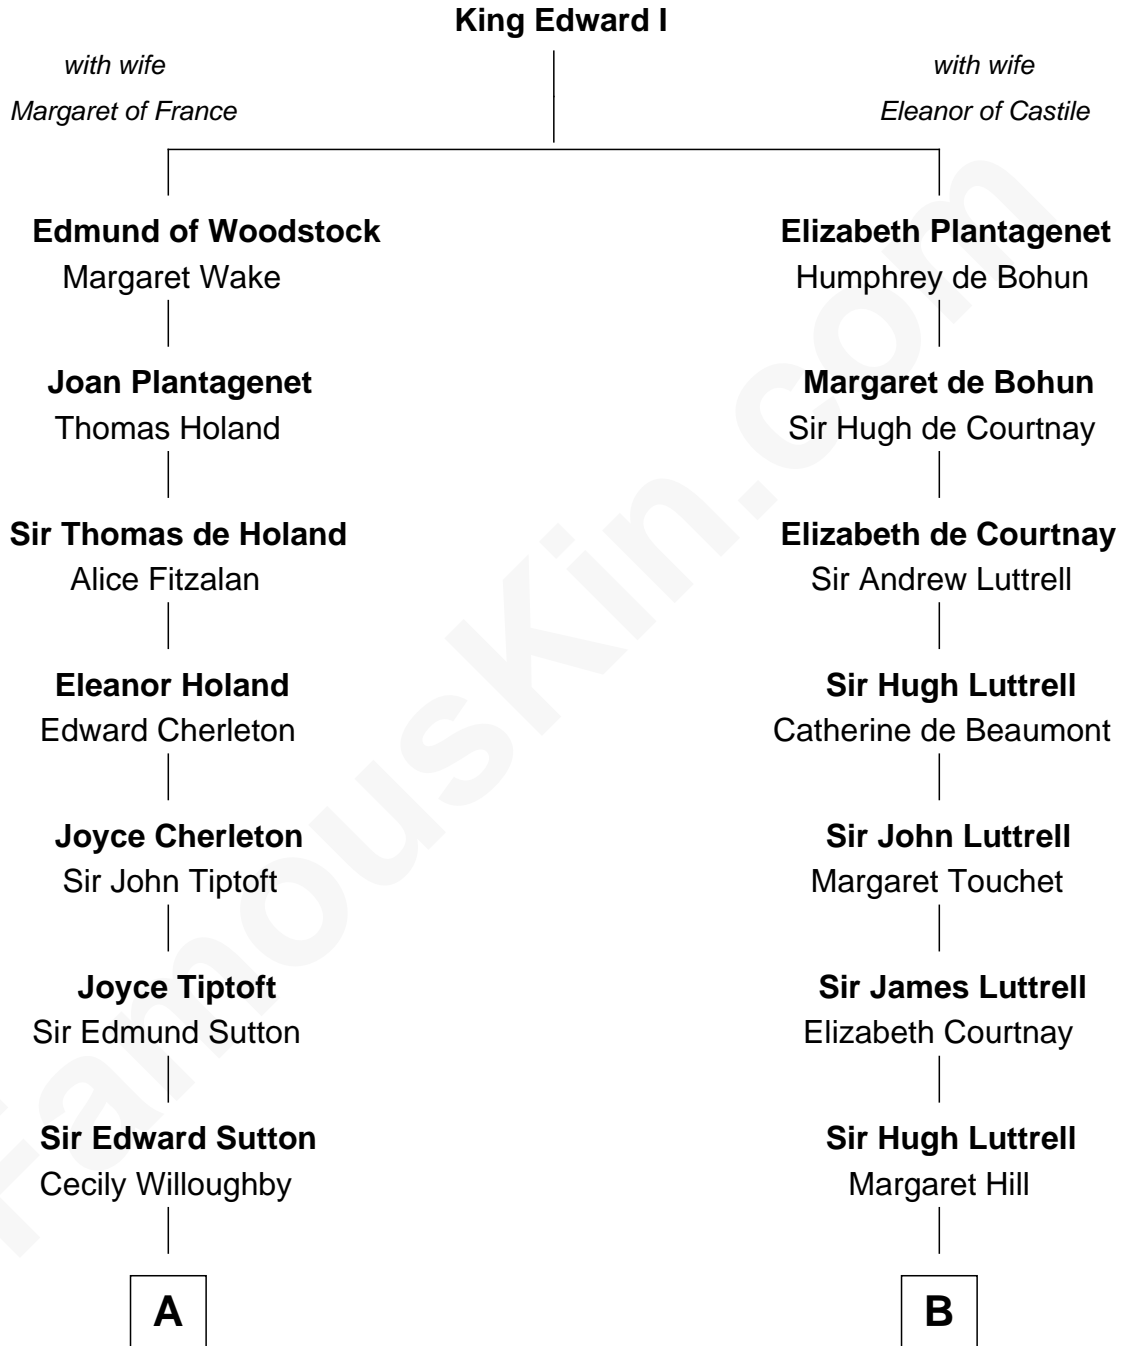 King Edward I
with wife
Margaret of France
with wife
Eleanor of Castile
Edmund of Woodstock
Margaret Wake
Elizabeth Plantagenet
Humphrey de Bohun
Joan Plantagenet
Thomas Holand
Margaret de Bohun
Sir Hugh de Courtnay
Sir Thomas de Holand
Alice Fitzalan
Elizabeth de Courtnay
Sir Andrew Luttrell
Eleanor Holand
Edward Cherleton
Sir Hugh Luttrell
Catherine de Beaumont
Joyce Cherleton
Sir John Tiptoft
Sir John Luttrell
Margaret Touchet
Joyce Tiptoft
Sir Edmund Sutton
Sir James Luttrell
Elizabeth Courtnay
Sir Edward Sutton
Cecily Willoughby
Sir Hugh Luttrell
Margaret Hill
A
B
FamousKin.com